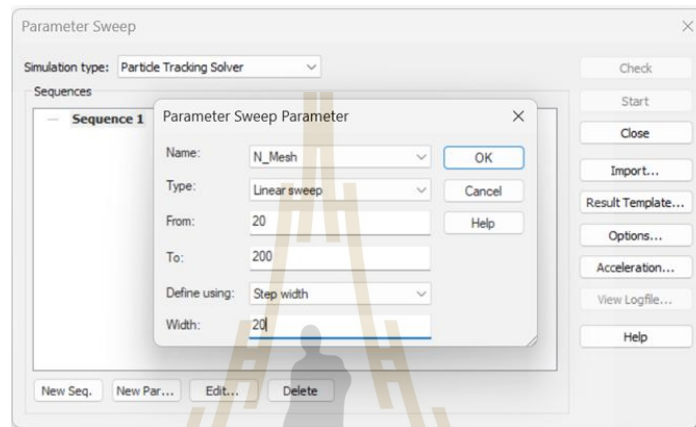 Parameter Sweep
Simulation type: Particle Tracking Solver
Check
Sequences
Start
Sequence 1
Close
Import...
Result Template...
Options...
Acceleration...
View Logfile...
Help
Parameter Sweep Parameter
Name: N_Mesh
OK
Type: Linear sweep
Cancel
From: 20
Help
To: 200
Define using: Step width
Width: 20
New Seq. New Par... Edit... Delete